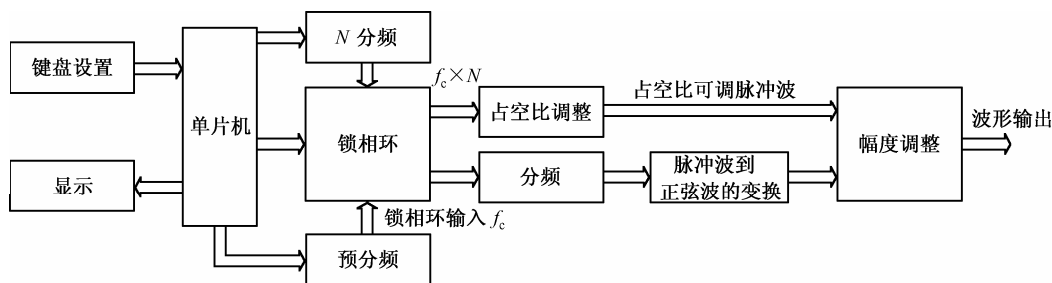 键盘设置
显示
单片机
N 分频
锁相环
预分频
锁相环输入 fc
fc×N
占空比调整
占空比可调脉冲波
分频
脉冲波到
正弦波的变换
幅度调整
波形输出